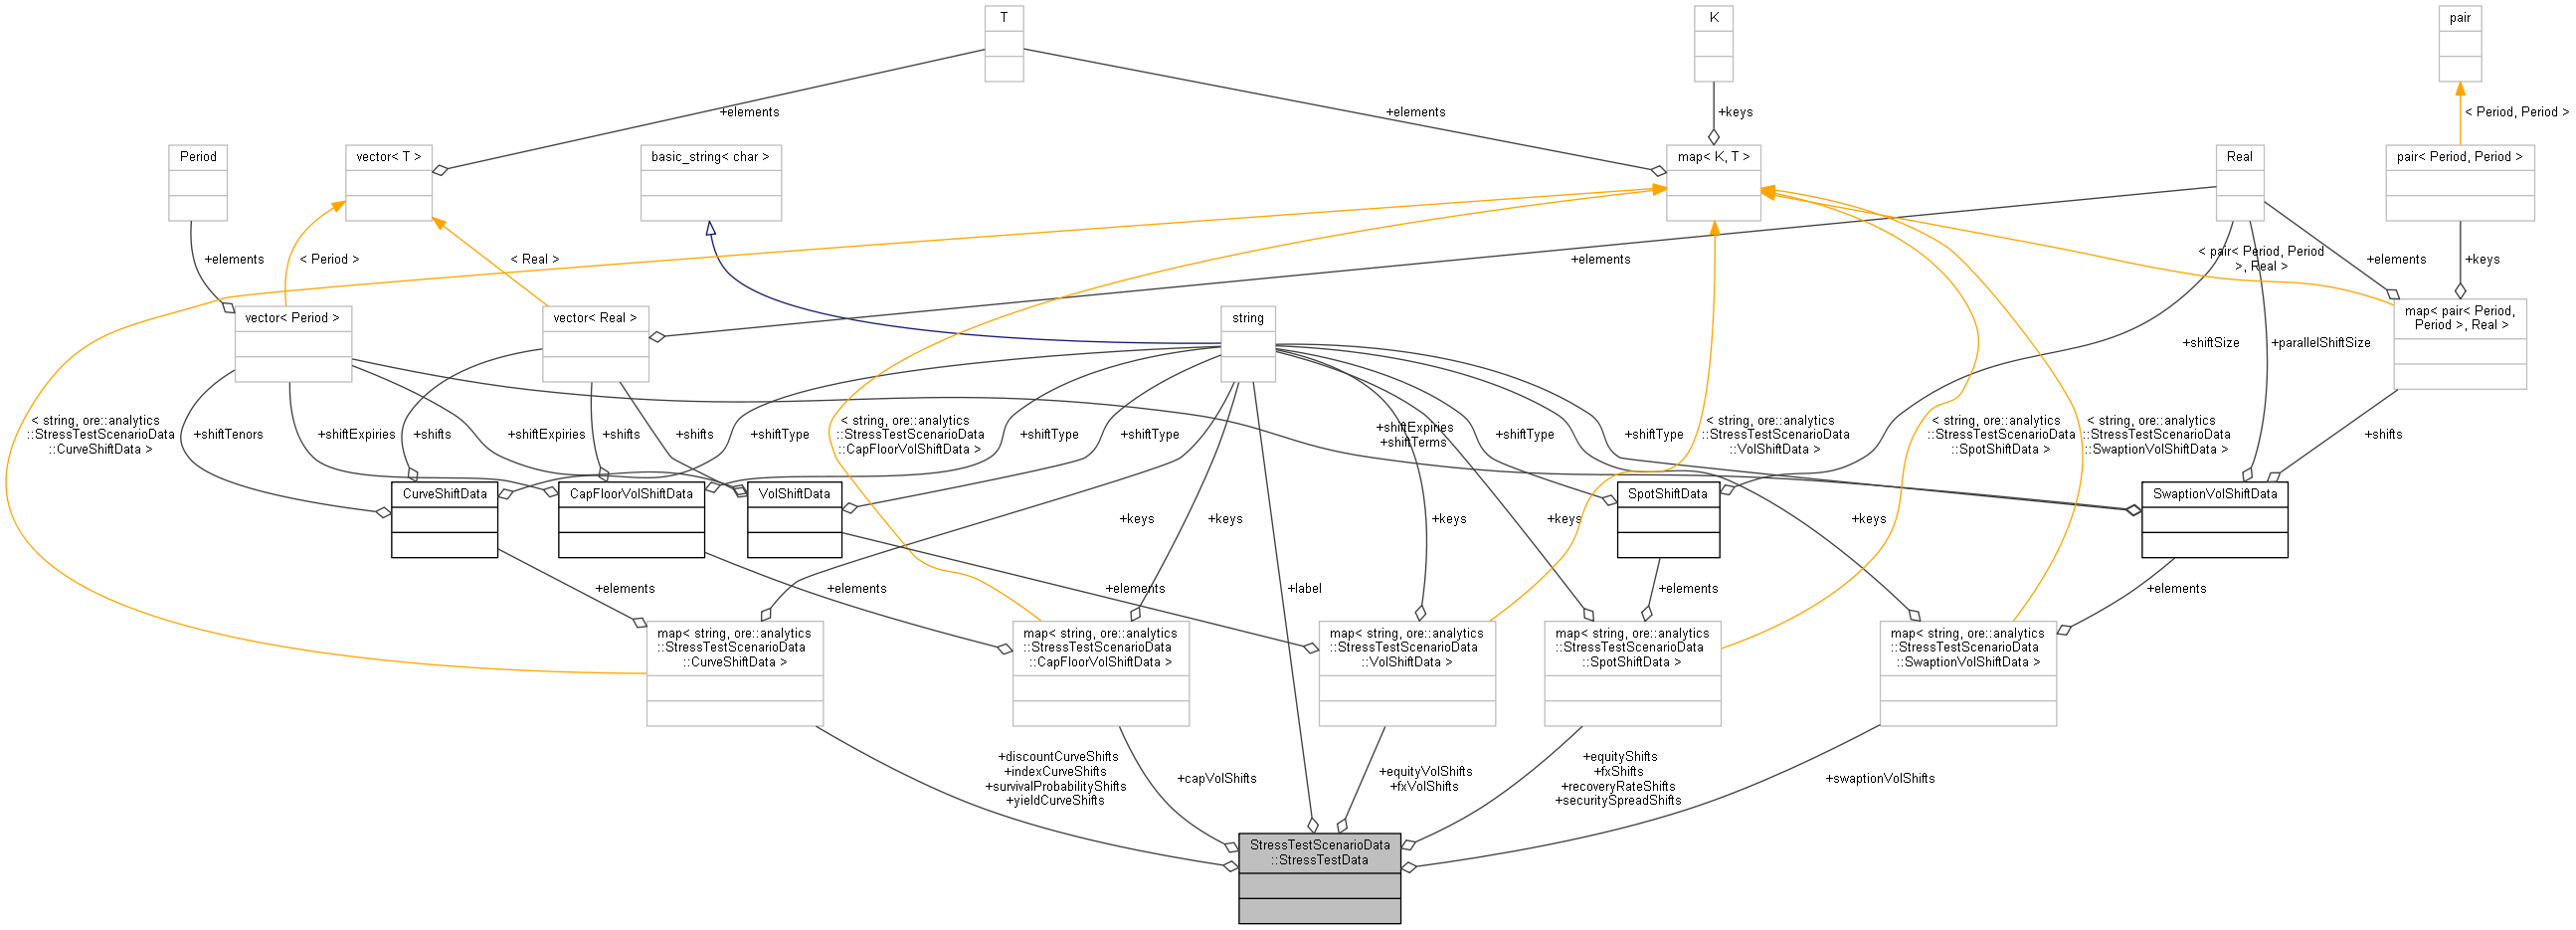 T
K
pair
+elements
+elements
+keys
< Period, Period >
Period
vector< T >
basic_string< char >
map< K, T >
Real
pair< Period, Period >
+elements
< Period >
< Real >
+elements
< pair< Period, Period
>, Real >
+elements
+keys
vector< Period >
vector< Real >
string
+shiftSize
+parallelShiftSize
map< pair< Period,
Period >, Real >
< string, ore::analytics
::StressTestScenarioData
::CurveShiftData >
+shiftTenors
+shiftExpiries
+shifts
+shiftExpiries
+shifts
+shifts
+shiftType
< string, ore::analytics
::StressTestScenarioData
::CapFloorVolShiftData >
+shiftType
+shiftType
+shiftExpiries
+shiftTerms
+shiftType
+shiftType
< string, ore::analytics
::StressTestScenarioData
::VolShiftData >
< string, ore::analytics
::StressTestScenarioData
::SpotShiftData >
< string, ore::analytics
::StressTestScenarioData
::SwaptionVolShiftData >
+shifts
CurveShiftData
CapFloorVolShiftData
VolShiftData
SpotShiftData
SwaptionVolShiftData
+keys
+keys
+keys
+keys
+keys
+elements
+elements
+elements
+label
+elements
+elements
map< string, ore::analytics
::StressTestScenarioData
::CurveShiftData >
map< string, ore::analytics
::StressTestScenarioData
::CapFloorVolShiftData >
map< string, ore::analytics
::StressTestScenarioData
::VolShiftData >
map< string, ore::analytics
::StressTestScenarioData
::SpotShiftData >
map< string, ore::analytics
::StressTestScenarioData
::SwaptionVolShiftData >
+discountCurveShifts
+indexCurveShifts
+survivalProbabilityShifts
+yieldCurveShifts
+capVolShifts
+equityVolShifts
+fxVolShifts
+equityShifts
+fxShifts
+recoveryRateShifts
+securitySpreadShifts
+swaptionVolShifts
StressTestScenarioData
::StressTestData